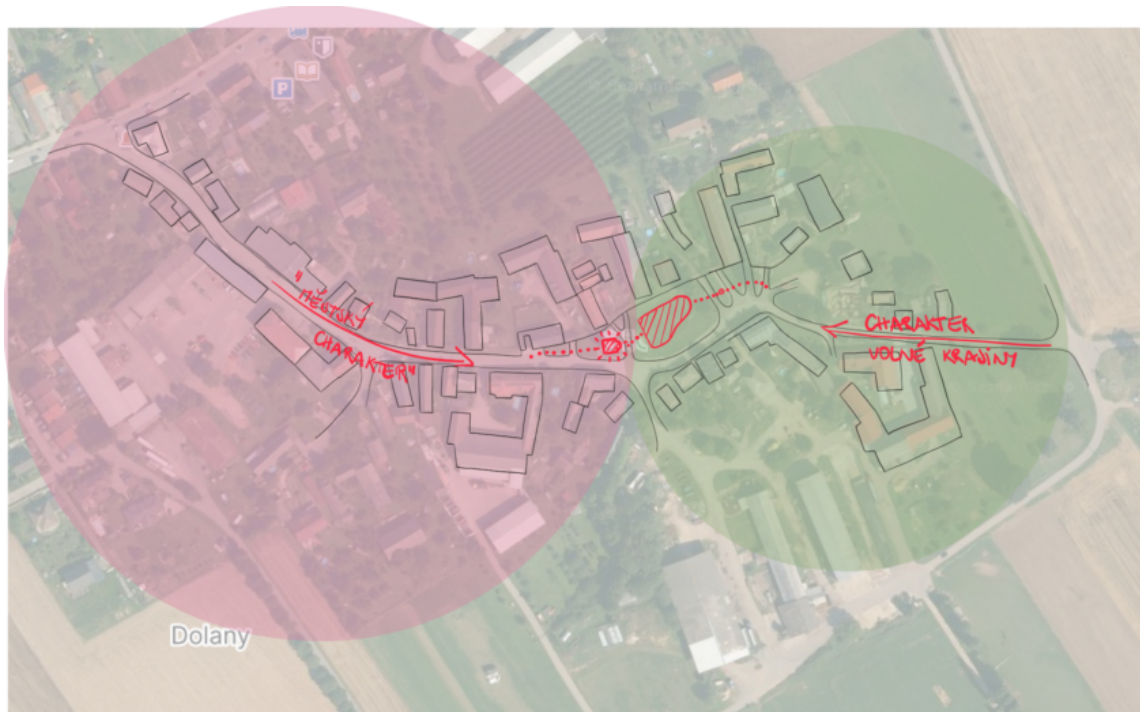 P
"MĚSTSKÝ
CHARAKTER"
CHARAKTER
VOLNÉ KRAJINY
Dolany